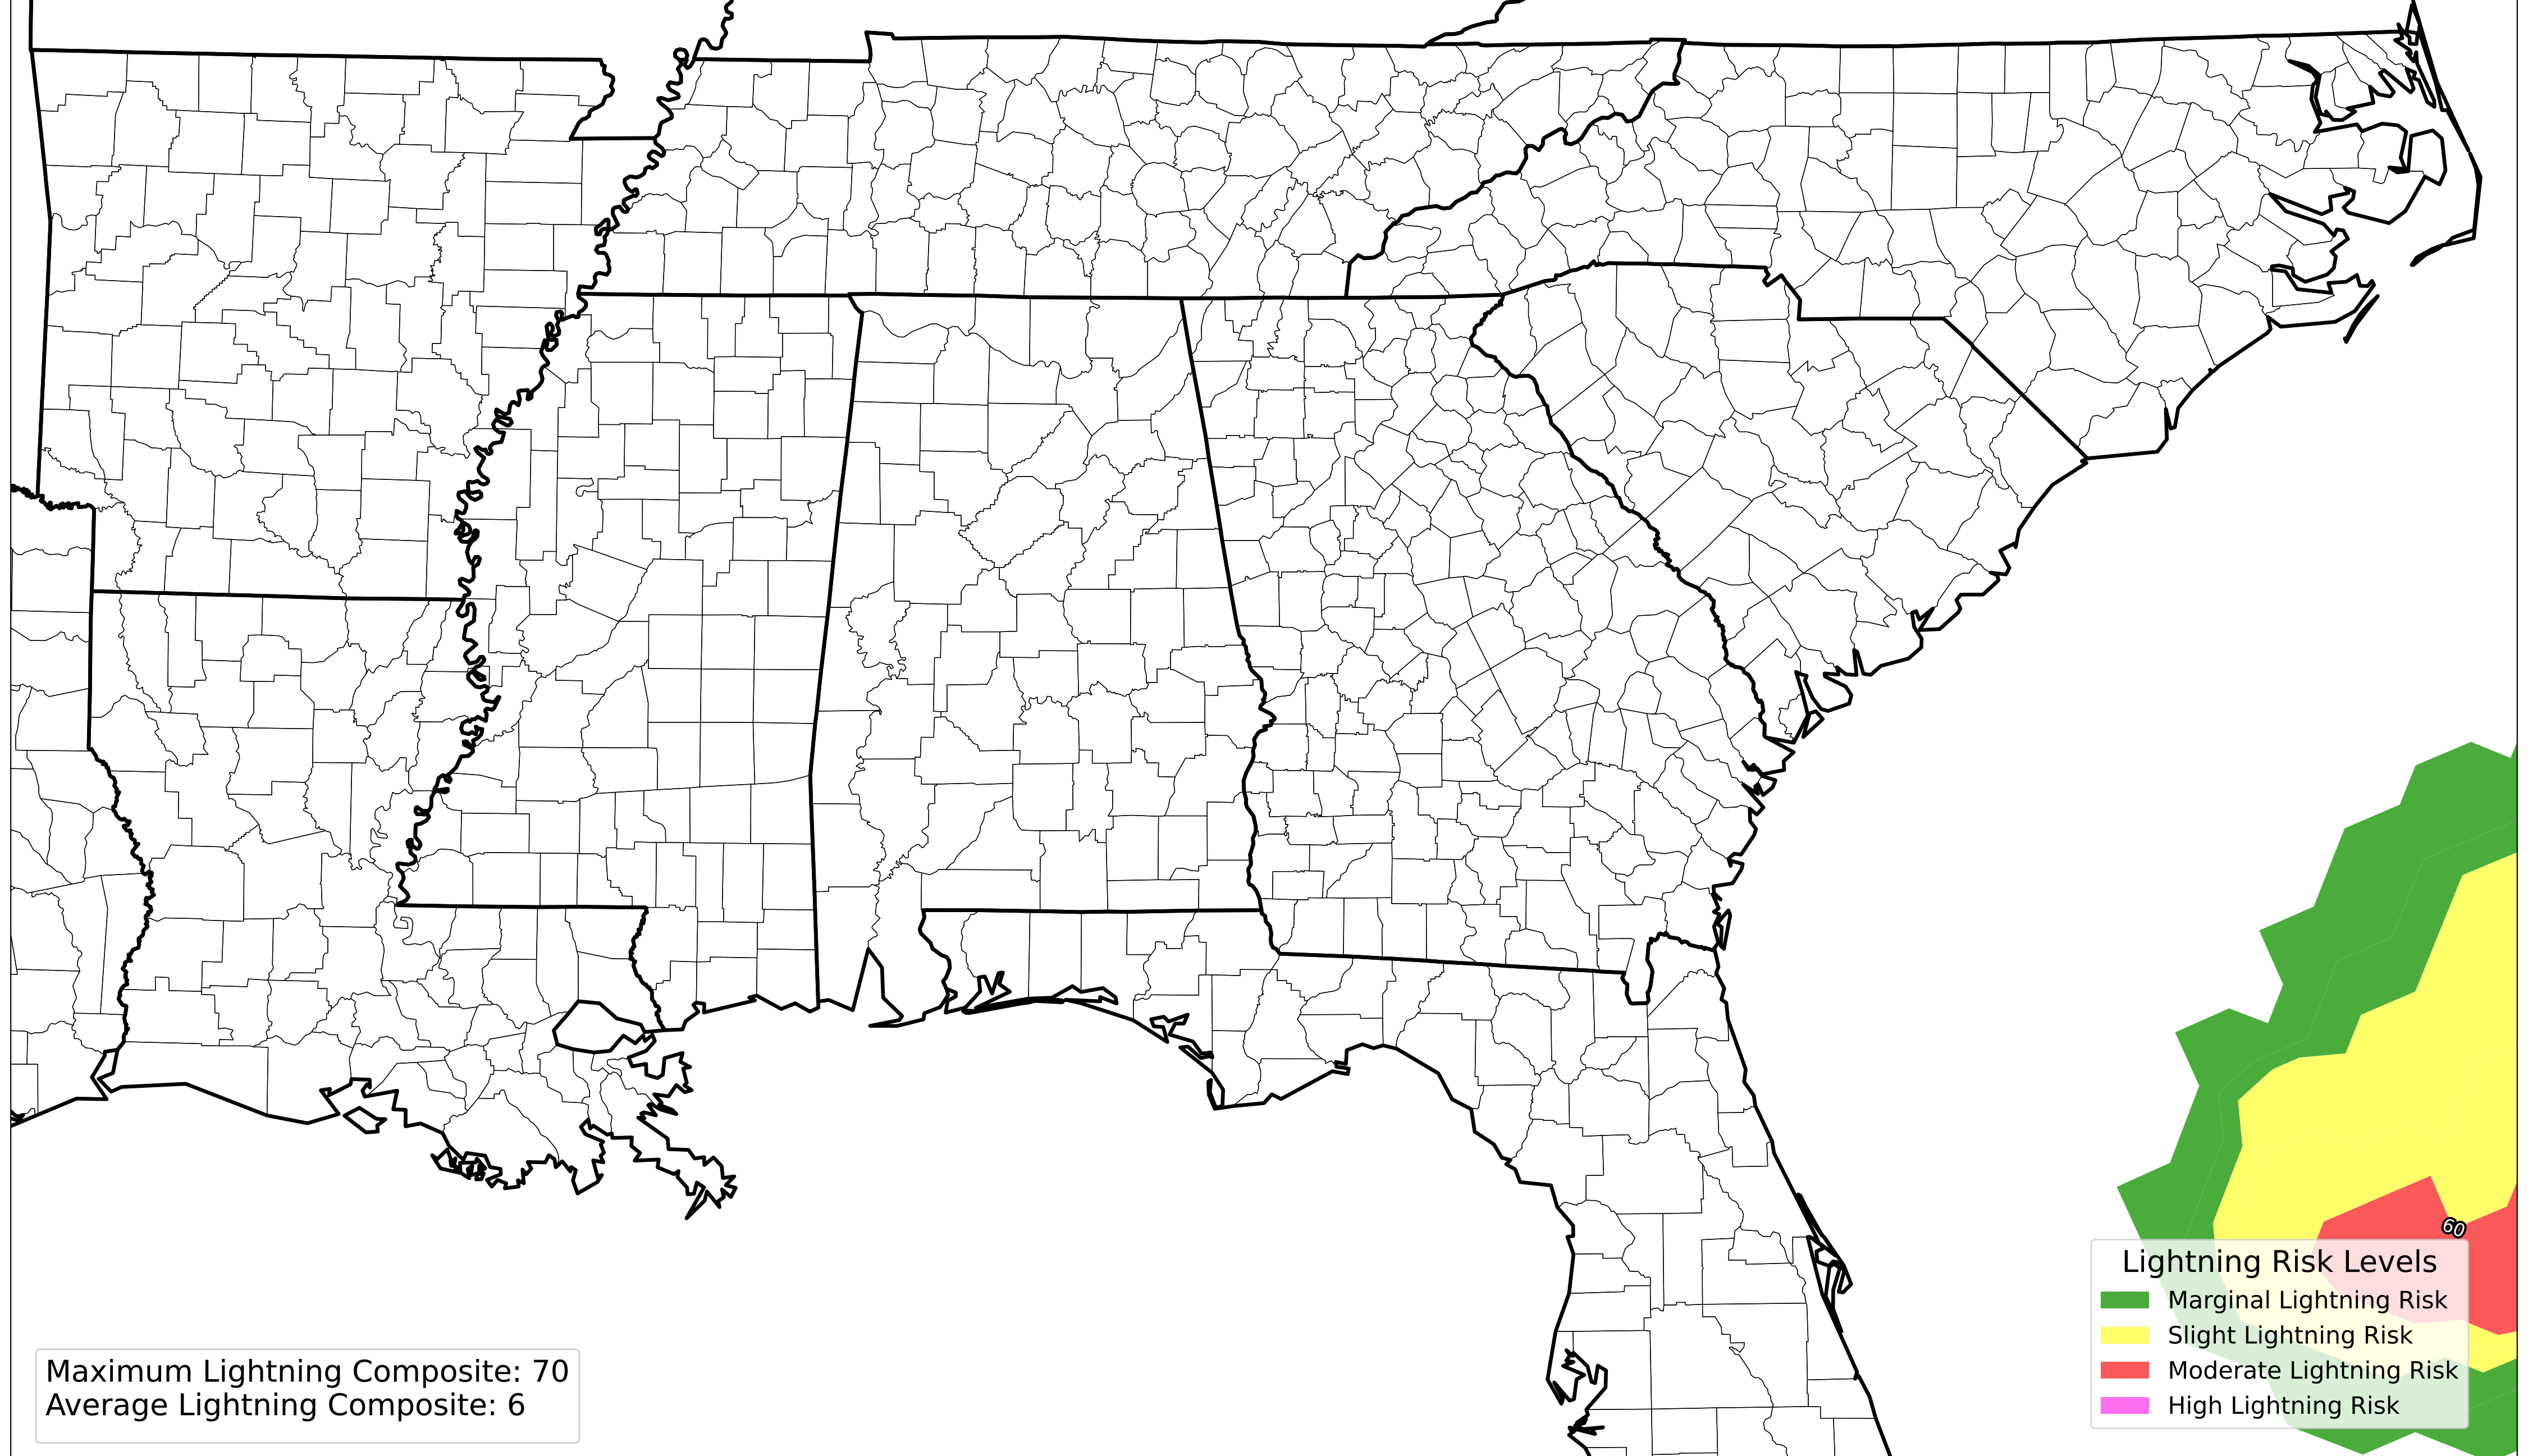 60
Lightning Risk Levels
Marginal Lightning Risk
Slight Lightning Risk
Moderate Lightning Risk
High Lightning Risk
Maximum Lightning Composite: 70
Average Lightning Composite: 6